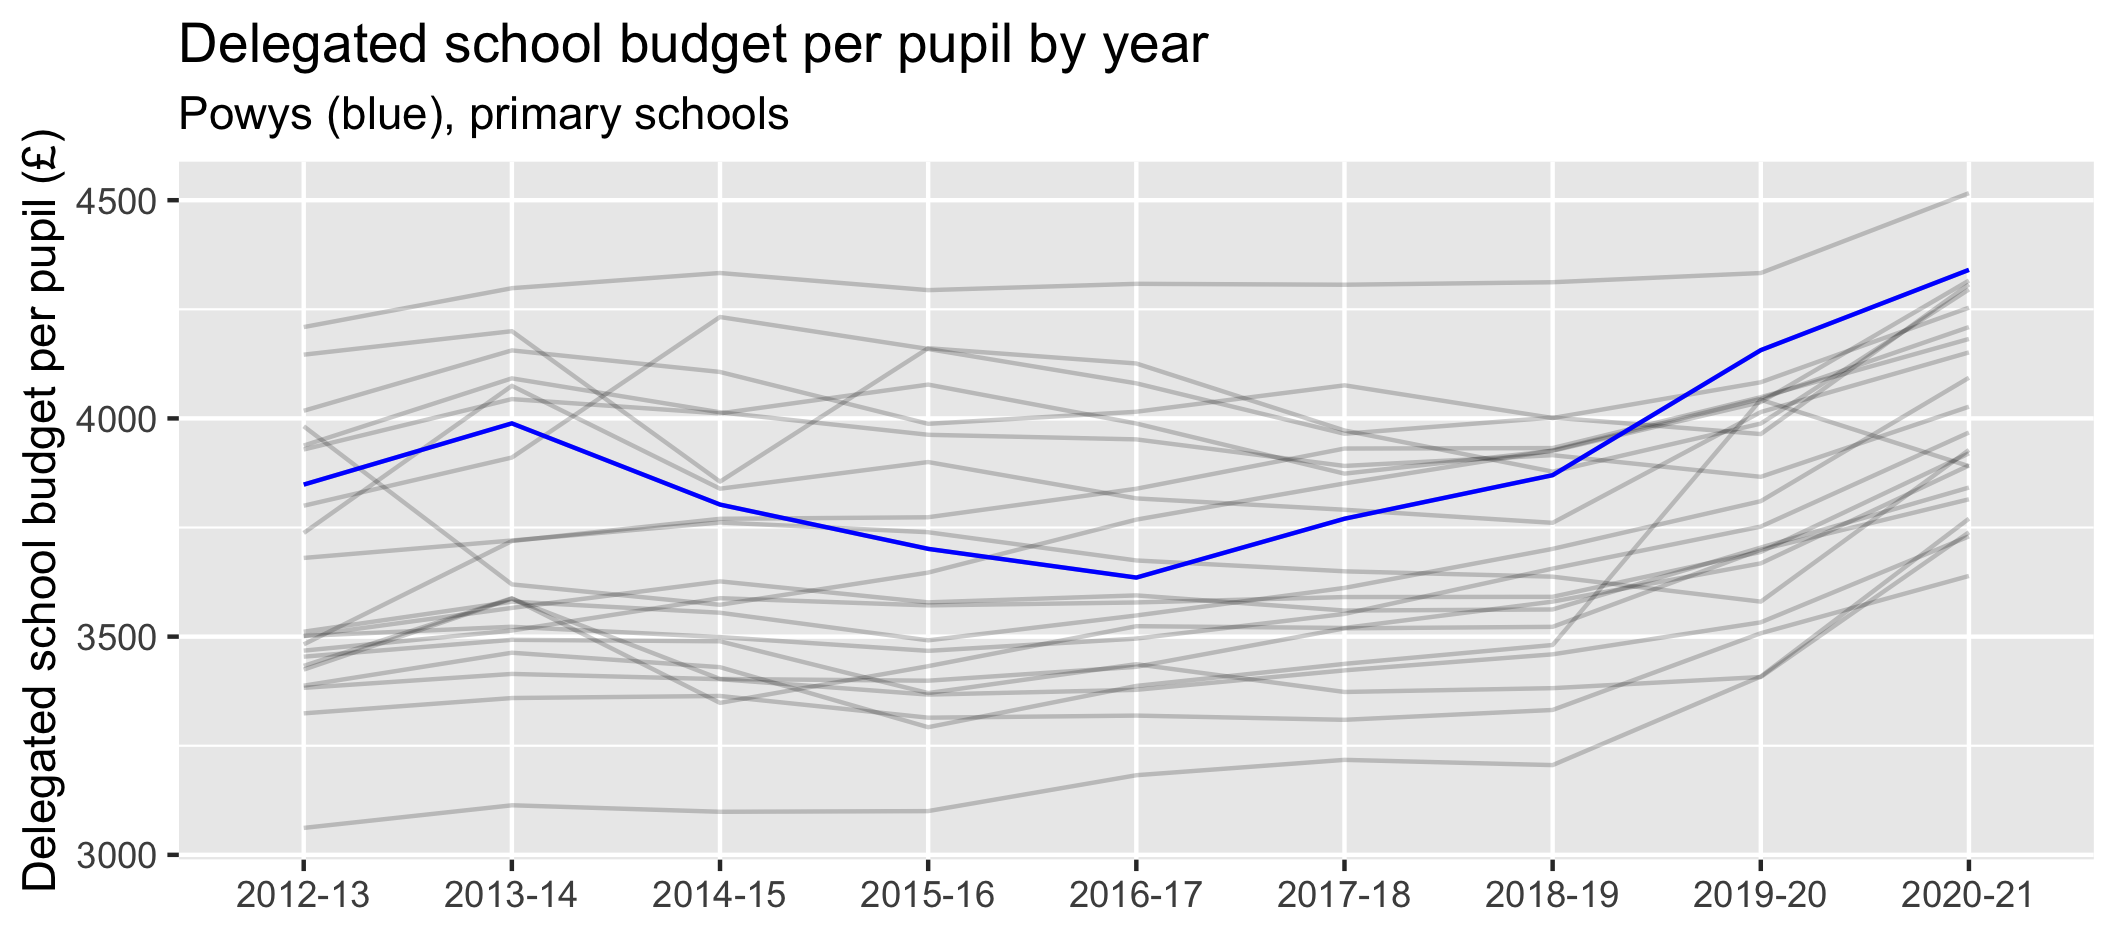 Delegated school budget per pupil by year
Powys (blue), primary schools
Delegated school budget per pupil (£)
4500
4000
3500
3000
2012-13 2013-14 2014-15 2015-16 2016-17 2017-18 2018-19 2019-20 2020-21